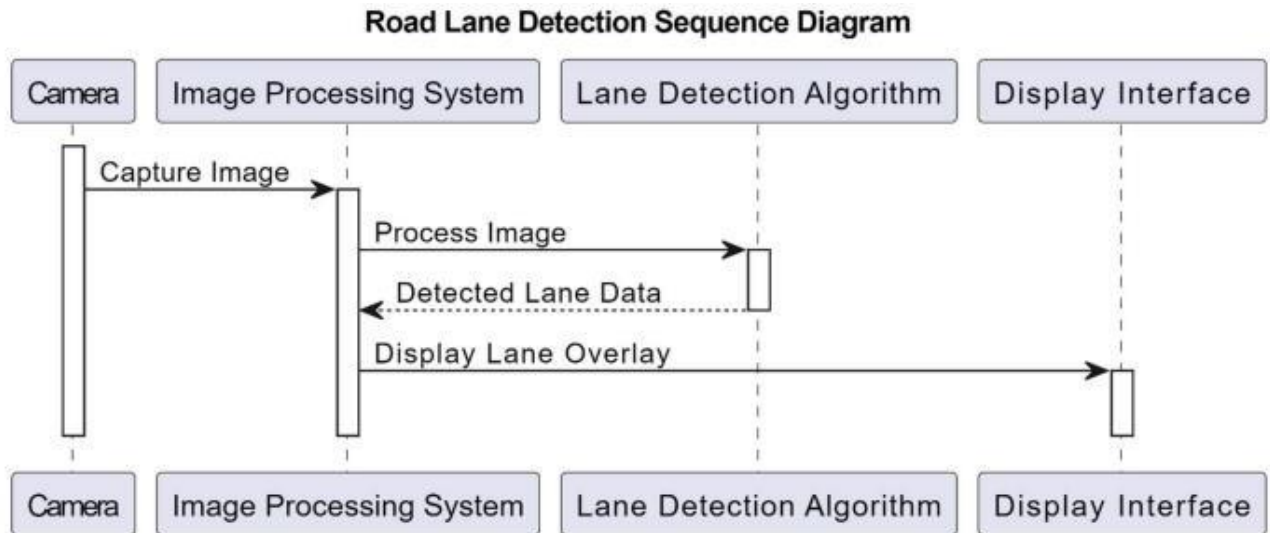 Road Lane Detection Sequence Diagram
Camera
Image Processing System
Lane Detection Algorithm
Display Interface
Capture Image
Process Image
Detected Lane Data
Display Lane Overlay
Camera
Image Processing System
Lane Detection Algorithm
Display Interface